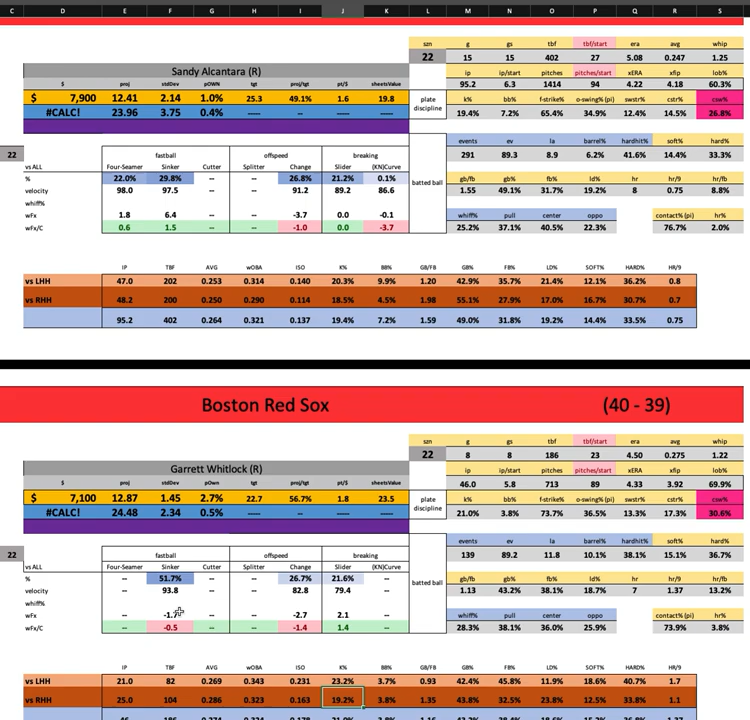 C D E F G H I J K L M N O P Q R S
szn g gs tbf tbf/start era avg whip
22 15 15 402 27 5.08 0.247 1.25
Sandy Alcantara (R) ip ip/start pitches pitches/start xERA xfip lob%
95.2 6.3 1414 94 4.22 4.18 60.3%
$ proj stdDev pOWN tgt proj/tgt pt/$ sheetsValue
$ 7,900 12.41 2.14 1.0% 25.3 49.1% 1.6 19.8 plate discipline k% bb% f-strike% o-swing% (pi) swstr% cstr% csw%
#CALC! 23.96 3.75 0.4% ---- -- ---- ---- 19.4% 7.2% 65.4% 34.9% 12.4% 14.5% 26.8%
events ev la barrel% hardhit% soft% hard%
22 fastball offspeed breaking 291 89.3 8.9 6.2% 41.6% 14.4% 33.3%
vs ALL Four-Seamer Sinker Cutter Splitter Change Slider (KN)Curve
% 22.0% 29.8% -- -- 26.8% 21.2% 0.1% batted ball gb/fb gb% fb% ld% hr hr/9 hr/fb
velocity 98.0 97.5 -- -- 91.2 89.2 86.6 1.55 49.1% 31.7% 19.2% 8 0.75 8.8%
whiff%
wFx 1.8 6.4 -3.7 0.0 -0.1 whiff% pull center oppo contact% (pi) hr%
wFx/C 0.6 1.5 -- -- -1.0 0.0 -3.7 25.2% 37.1% 40.5% 22.3% 76.7% 2.0%
IP TBF AVG wOBA ISO K% BB% GB/FB GB% FB% LD% SOFT% HARD% HR/9
vs LHH 47.0 202 0.253 0.314 0.140 20.3% 9.9% 1.20 42.9% 35.7% 21.4% 12.1% 36.2% 0.8
vs RHH 48.2 200 0.250 0.290 0.114 18.5% 4.5% 1.98 55.1% 27.9% 17.0% 16.7% 30.7% 0.7
95.2 402 0.264 0.321 0.137 19.4% 7.2% 1.59 49.0% 31.8% 19.2% 14.4% 33.5% 0.75
Boston Red Sox (40 - 39)
szn g gs tbf tbf/start era avg whip
22 8 8 186 23 4.50 0.275 1.22
Garrett Whitlock (R) ip ip/start pitches pitches/start xERA xfip lob%
46.0 5.8 713 89 4.33 3.92 69.9%
$ proj stdDev pOWN tgt proj/tgt pt/$ sheetsValue
$ 7,100 12.87 1.45 2.7% 22.7 56.7% 1.8 23.5 plate discipline k% bb% f-strike% o-swing% (pi) swstr% cstr% csw%
#CALC! 24.48 2.34 0.5% ---- -- ---- ---- 21.0% 3.8% 73.7% 36.5% 13.3% 17.3% 30.6%
events ev la barrel% hardhit% soft% hard%
22 fastball offspeed breaking 139 89.2 11.8 10.1% 38.1% 15.1% 36.7%
vs ALL Four-Seamer Sinker Cutter Splitter Change Slider (KN)Curve
% -- 51.7% -- -- 26.7% 21.6% -- batted ball gb/fb gb% fb% ld% hr hr/9 hr/fb
velocity -- 93.8 -- -- 82.8 79.4 -- 1.13 43.2% 38.1% 18.7% 7 1.37 13.2%
whiff%
wFx -- -1.7 -- -- -2.7 2.1 -- whiff% pull center oppo contact% (pi) hr%
wFx/C -- -0.5 -- -- -1.4 1.4 -- 28.3% 38.1% 36.0% 25.9% 73.9% 3.8%
IP TBF AVG wOBA ISO K% BB% GB/FB GB% FB% LD% SOFT% HARD% HR/9
vs LHH 21.0 82 0.269 0.343 0.231 23.2% 3.7% 0.93 42.4% 45.8% 11.9% 18.6% 40.7% 1.7
vs RHH 25.0 104 0.286 0.323 0.163 19.2% 3.8% 1.35 43.8% 32.5% 23.8% 12.5% 33.8% 1.1